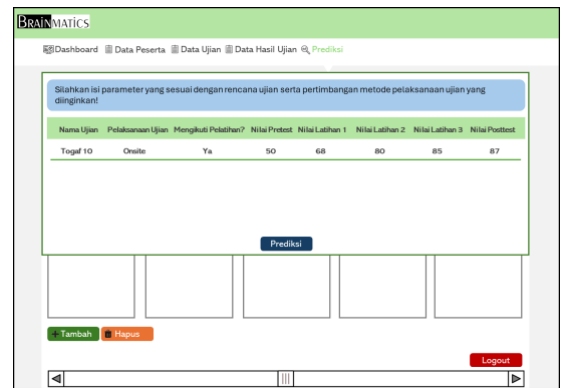 BRAINMATICS
Dashboard Data Peserta Data Ujian Data Hasil Ujian Prediksi
Silahkan isi parameter yang sesuai dengan rencana ujian serta pertimbangan metode pelaksanaan ujian yang
diinginkan!
Nama Ujian Pelaksanaan Ujian Mengikuti Pelatihan? Nilai Pretest Nilai Latihan 1 Nilai Latihan 2 Nilai Latihan 3 Nilai Posttest
Togaf 10 Onsite Ya 50 68 80 85 87
Prediksi
+ Tambah Hapus
Logout